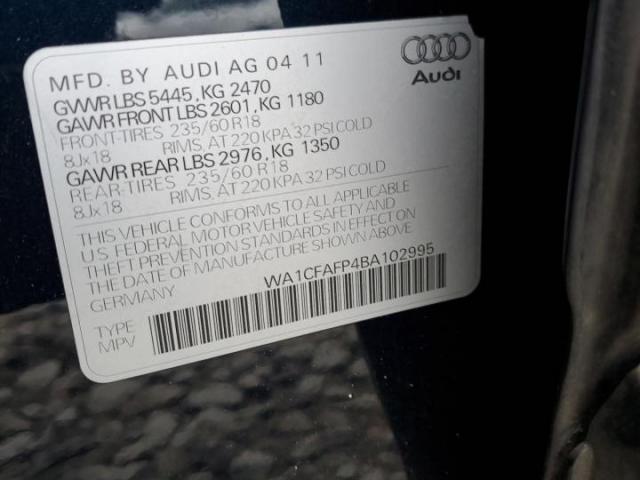 MFD. BY AUDI AG 04 11
Audi
GVWR LBS 5445, KG 2470
GAWR FRONT LBS 2601, KG 1180
FRONT-TIRES 235/60 R18
8Jx18 RIMS, AT 220 KPA 32 PSI COLD
GAWR REAR LBS 2976, KG 1350
REAR-TIRES 235/60 R18
8Jx18 RIMS, AT 220 KPA 32 PSI COLD
THIS VEHICLE CONFORMS TO ALL APPLICABLE
U S FEDERAL MOTOR VEHICLE SAFETY AND
THEFT PREVENTION STANDARDS IN EFFECT ON
THE DATE OF MANUFACTURE SHOWN ABOVE
GERMANY
WA1CFAFP4BA102995
TYPE
MPV